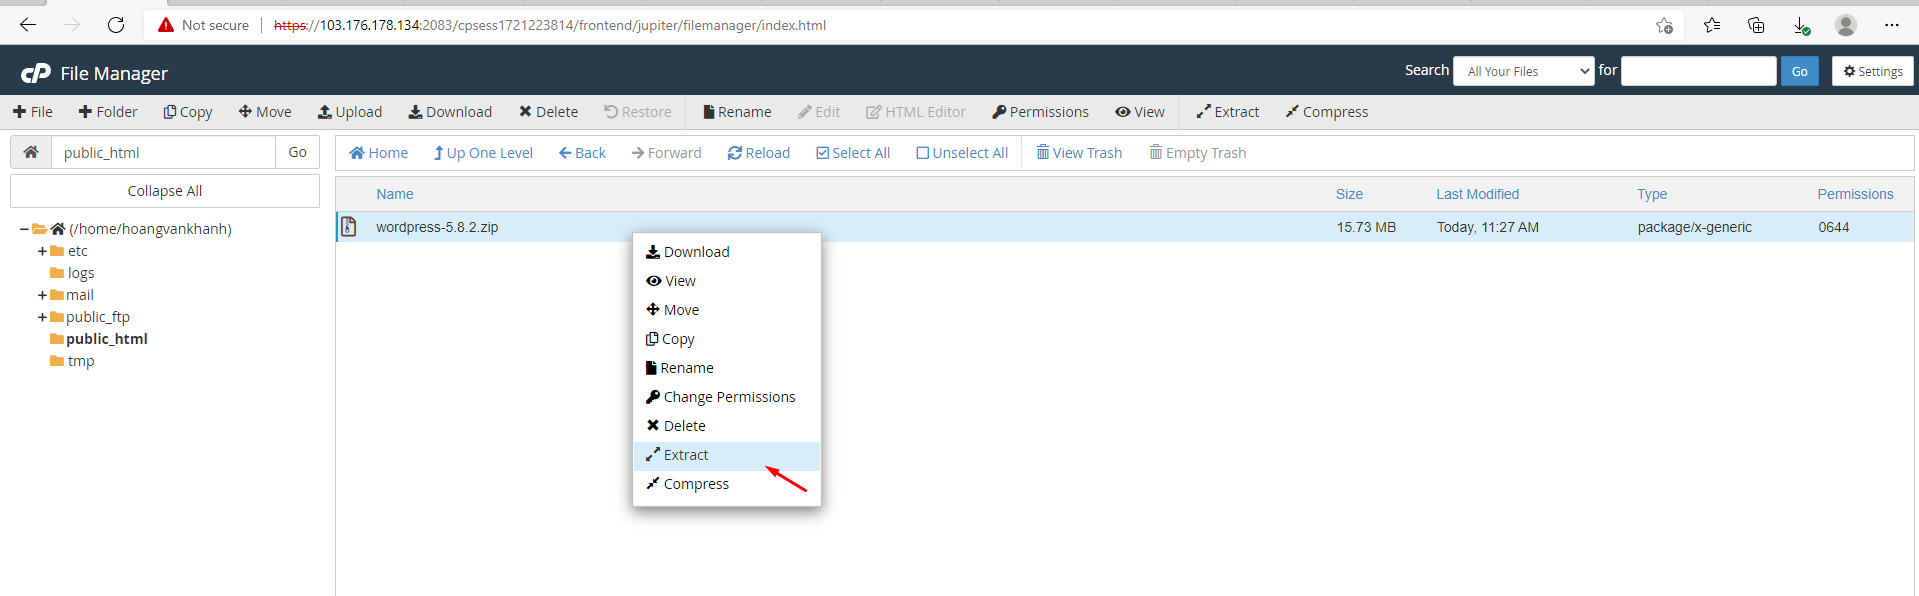 Not secure https://103.176.178.134:2083/cpsess1721223814/frontend/jupiter/filemanager/index.html
cP File Manager Search All Your Files for Go Settings
File Folder Copy Move Upload Download Delete Restore Rename Edit HTML Editor Permissions View Extract Compress
public_html Go Home Up One Level Back Forward Reload Select All Unselect All View Trash Empty Trash
Collapse All
Name Size Last Modified Type Permissions
wordpress-5.8.2.zip 15.73 MB Today, 11:27 AM package/x-generic 0644
(/home/hoangvankhanh)
etc
logs
mail
public_ftp
public_html
tmp
Download
View
Move
Copy
Rename
Change Permissions
Delete
Extract
Compress